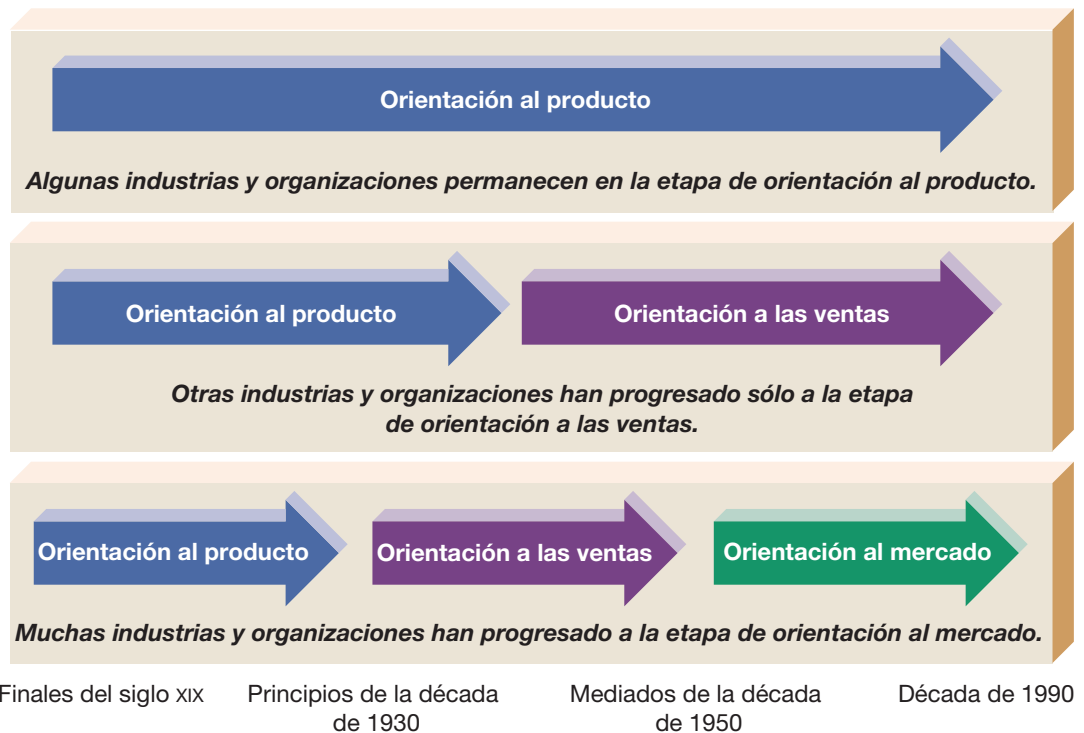 Orientación al producto
Algunas industrias y organizaciones permanecen en la etapa de orientación al producto.
Orientación al producto
Orientación a las ventas
Otras industrias y organizaciones han progresado sólo a la etapa
de orientación a las ventas.
Orientación al producto
Orientación a las ventas
Orientación al mercado
Muchas industrias y organizaciones han progresado a la etapa de orientación al mercado.
Finales del siglo XIX
Principios de la década
de 1930
Mediados de la década
de 1950
Década de 1990